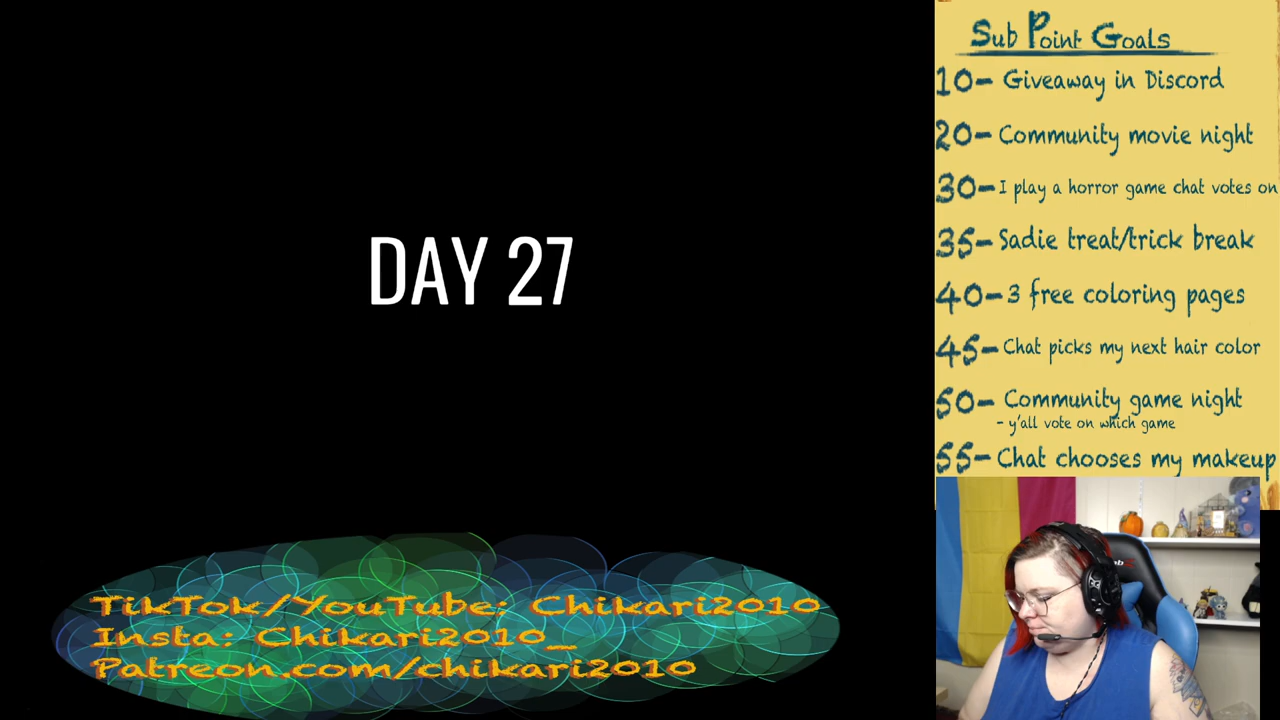 DAY 27
TikTok/YouTube: Chikari2010
Insta: Chikari2010_
Patreon.com/chikari2010
Sub Point Goals
10- Giveaway in Discord
20- Community movie night
30- I play a horror game chat votes on
35- Sadie treat/trick break
40- 3 free coloring pages
45- Chat picks my next hair color
50- Community game night
- y'all vote on which game
55- Chat chooses my makeup